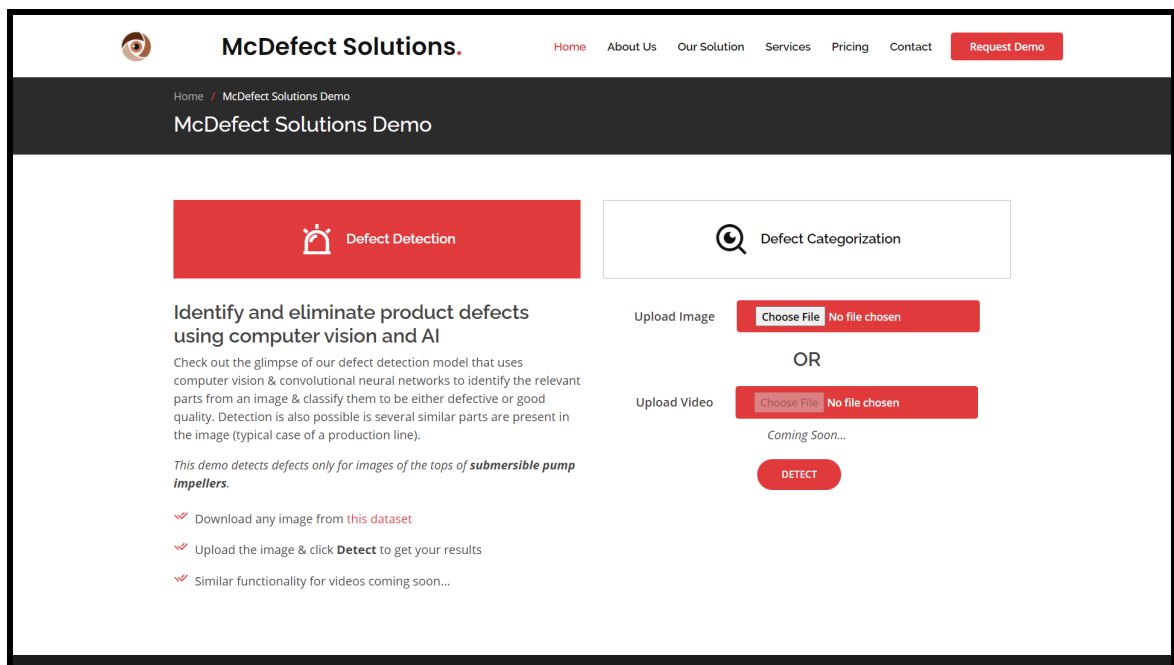 McDefect Solutions.
Home About Us Our Solution Services Pricing Contact Request Demo
Home / McDefect Solutions Demo
McDefect Solutions Demo
Defect Detection
Defect Categorization
Identify and eliminate product defects
using computer vision and AI
Check out the glimpse of our defect detection model that uses
computer vision & convolutional neural networks to identify the relevant
parts from an image & classify them to be either defective or good
quality. Detection is also possible is several similar parts are present in
the image (typical case of a production line).
This demo detects defects only for images of the tops of submersible pump
impellers.
Download any image from this dataset
Upload the image & click Detect to get your results
Similar functionality for videos coming soon...
Upload Image Choose File No file chosen
OR
Upload Video Choose File No file chosen
Coming Soon...
DETECT